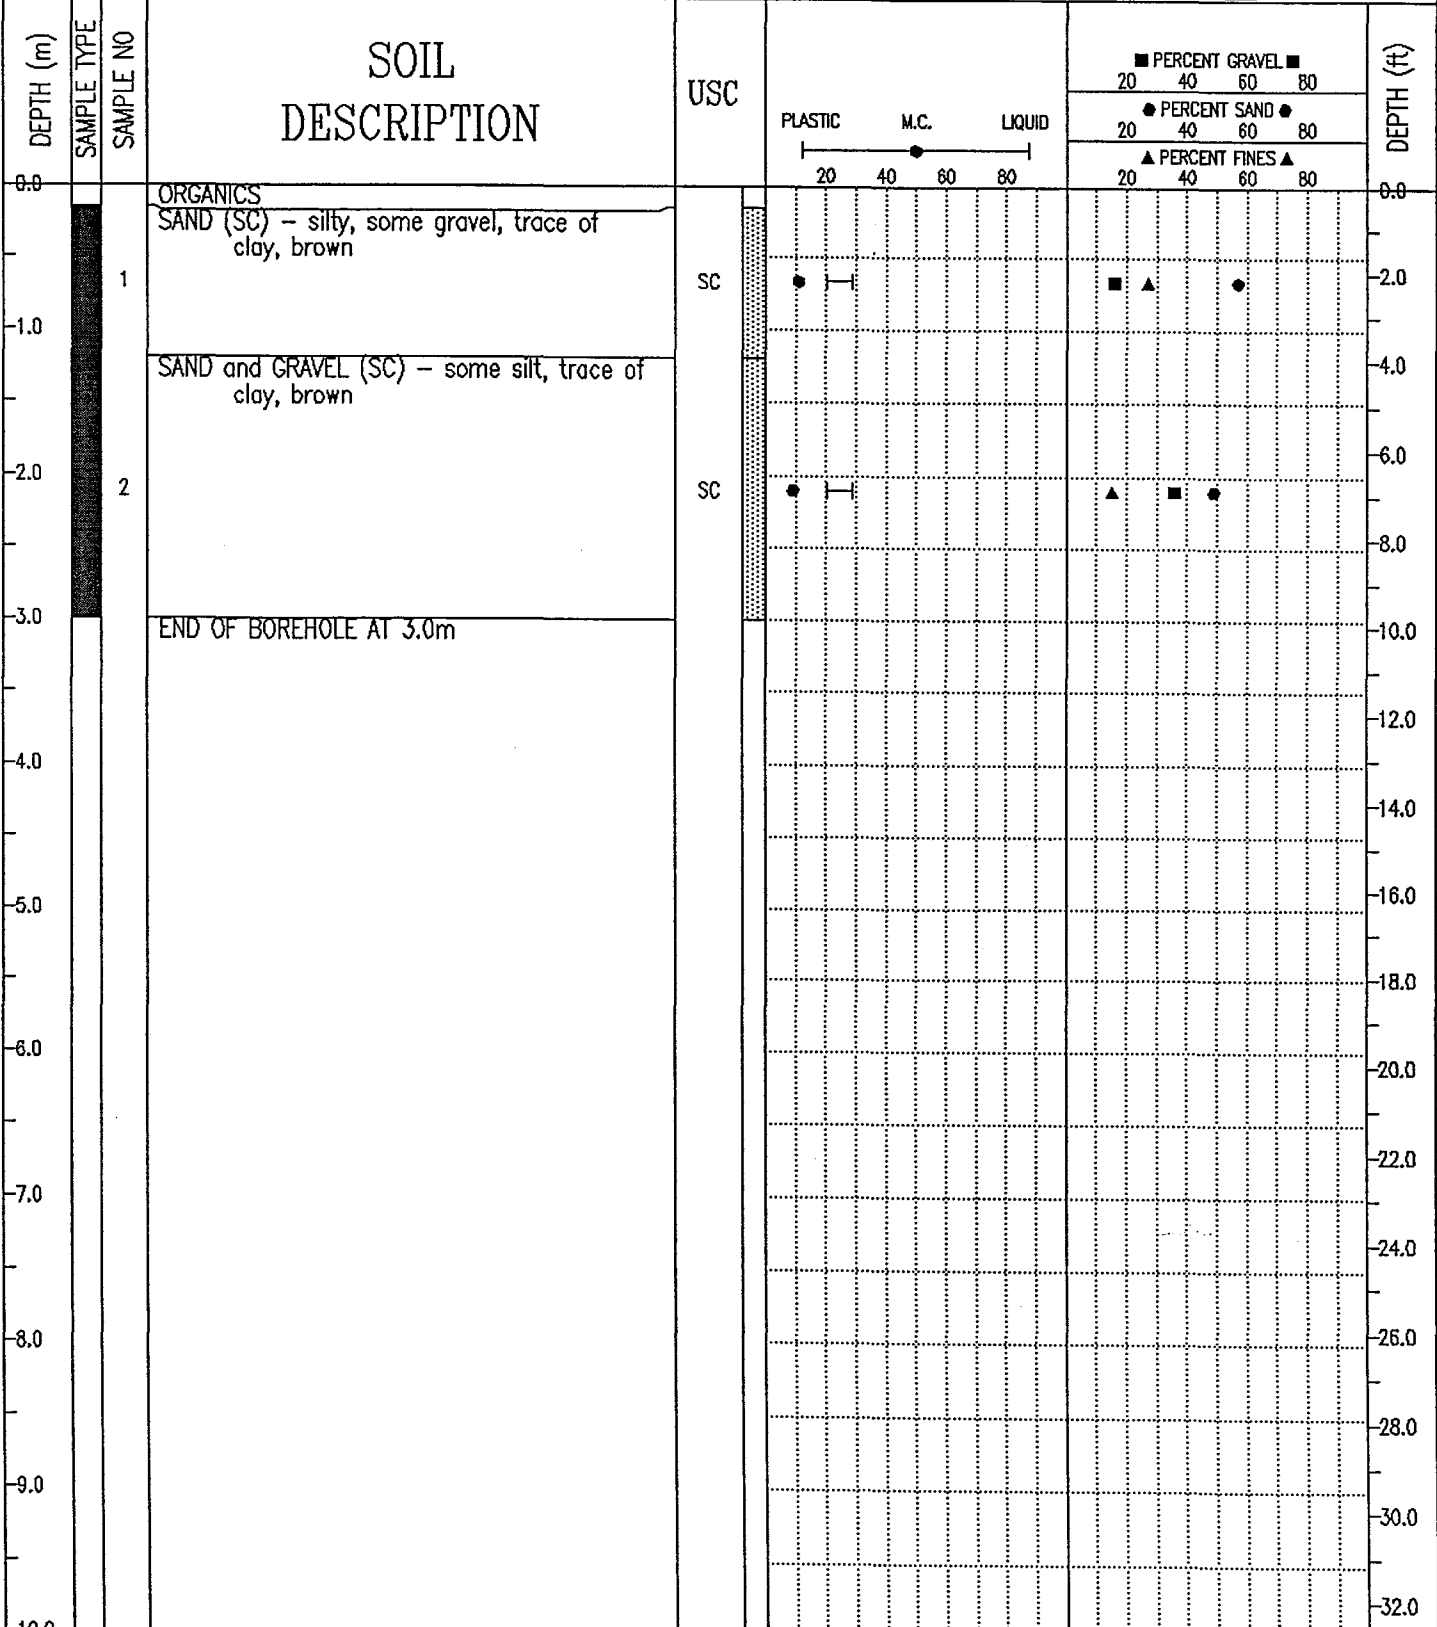 DEPTH (m)
SAMPLE TYPE
SAMPLE NO
SOIL
DESCRIPTION
USC
PLASTIC M.C. LIQUID
20 40 60 80
■ PERCENT GRAVEL ■
20 40 60 80
● PERCENT SAND ●
20 40 60 80
▲ PERCENT FINES ▲
20 40 60 80
DEPTH (ft)
0.0
ORGANICS
0.0
SAND (SC) – silty, some gravel, trace of
clay, brown
1
SC
2.0
1.0
SAND and GRAVEL (SC) – some silt, trace of
clay, brown
4.0
6.0
2.0
2
SC
8.0
3.0
END OF BOREHOLE AT 3.0m
10.0
12.0
4.0
14.0
16.0
5.0
18.0
6.0
20.0
22.0
7.0
24.0
8.0
26.0
28.0
9.0
30.0
32.0